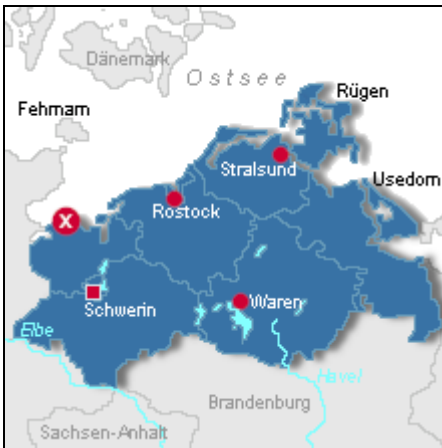 Dänemark
Ostsee
Rügen
Fehmarn
Stralsund
Usedom
X
Rostock
Schwerin
Waren
Elbe
Havel
Brandenburg
Sachsen-Anhalt